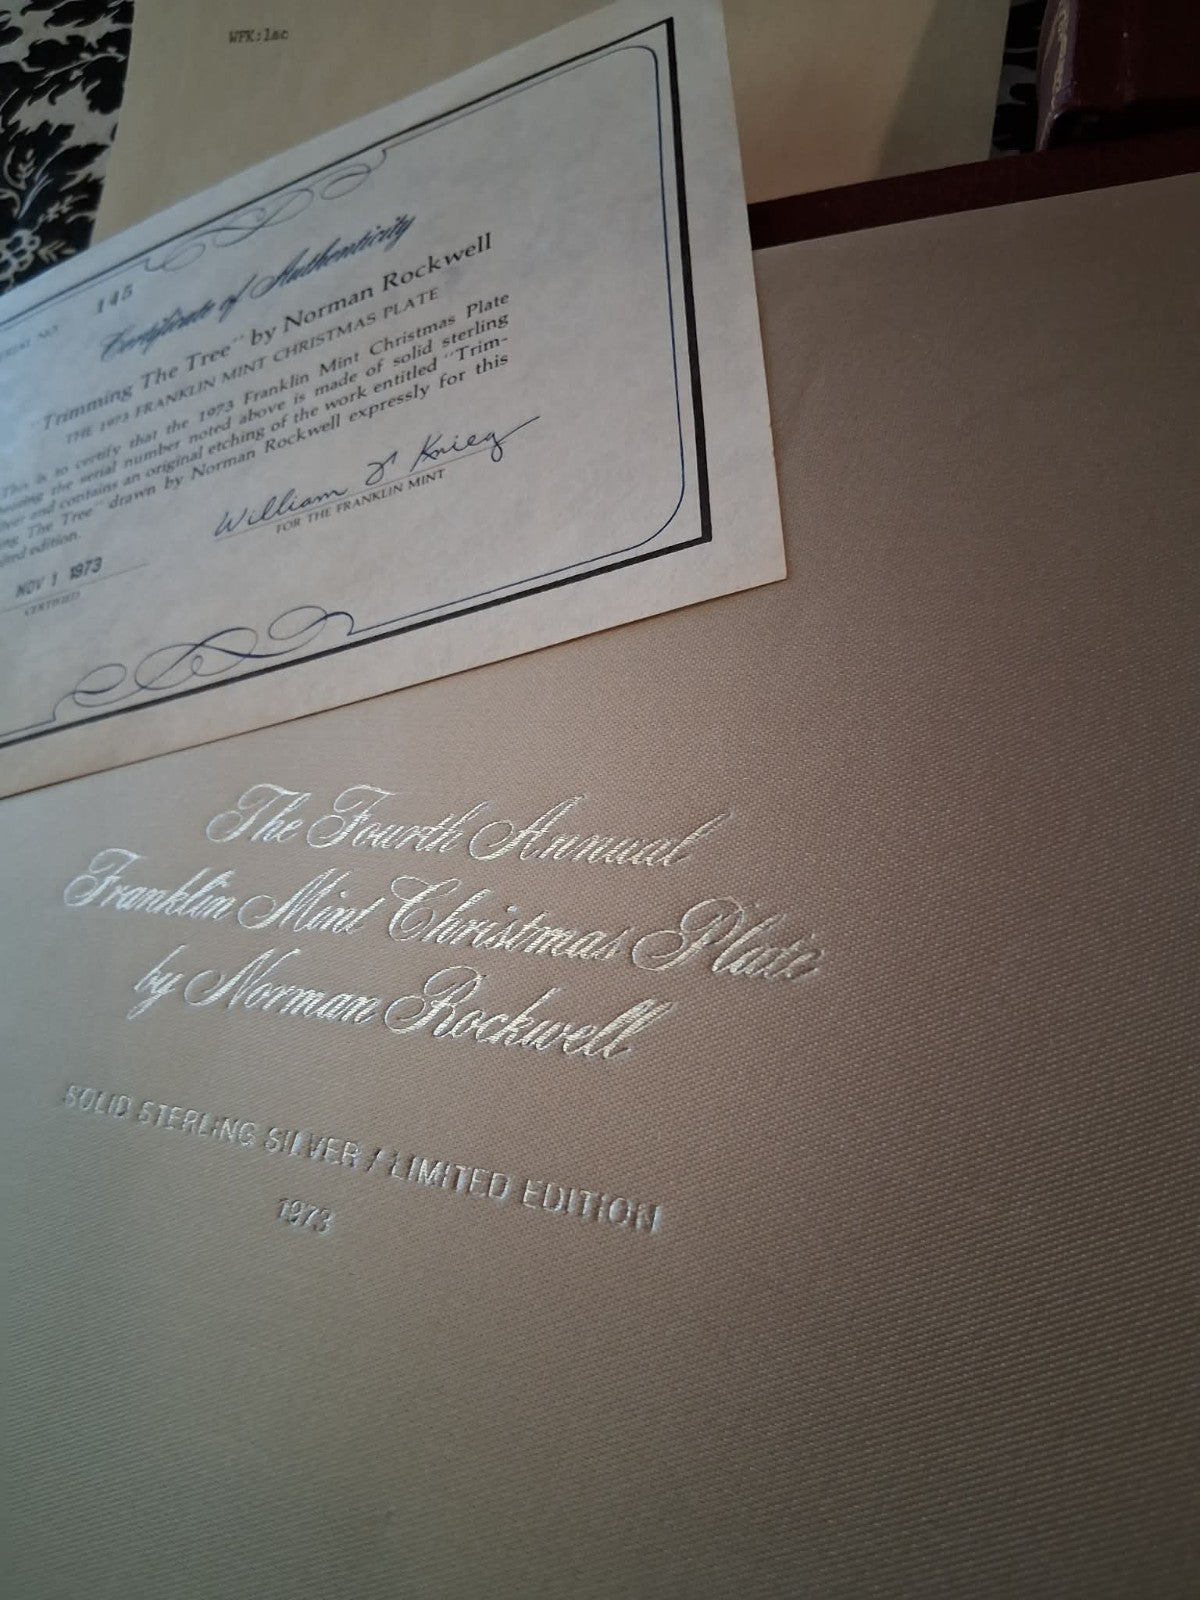 WFK:lac
SERIAL NO. 145
Certificate of Authenticity
"Trimming The Tree" by Norman Rockwell
THE 1973 FRANKLIN MINT CHRISTMAS PLATE
This is to certify that the 1973 Franklin Mint Christmas Plate
bearing the serial number noted above is made of solid sterling
silver and contains an original etching of the work entitled "Trim-
ming The Tree" drawn by Norman Rockwell expressly for this
limited edition.
William F Krieg
FOR THE FRANKLIN MINT
NOV 1 1973
CERTIFIED
The Fourth Annual
Franklin Mint Christmas Plate
by Norman Rockwell
SOLID STERLING SILVER / LIMITED EDITION
1973